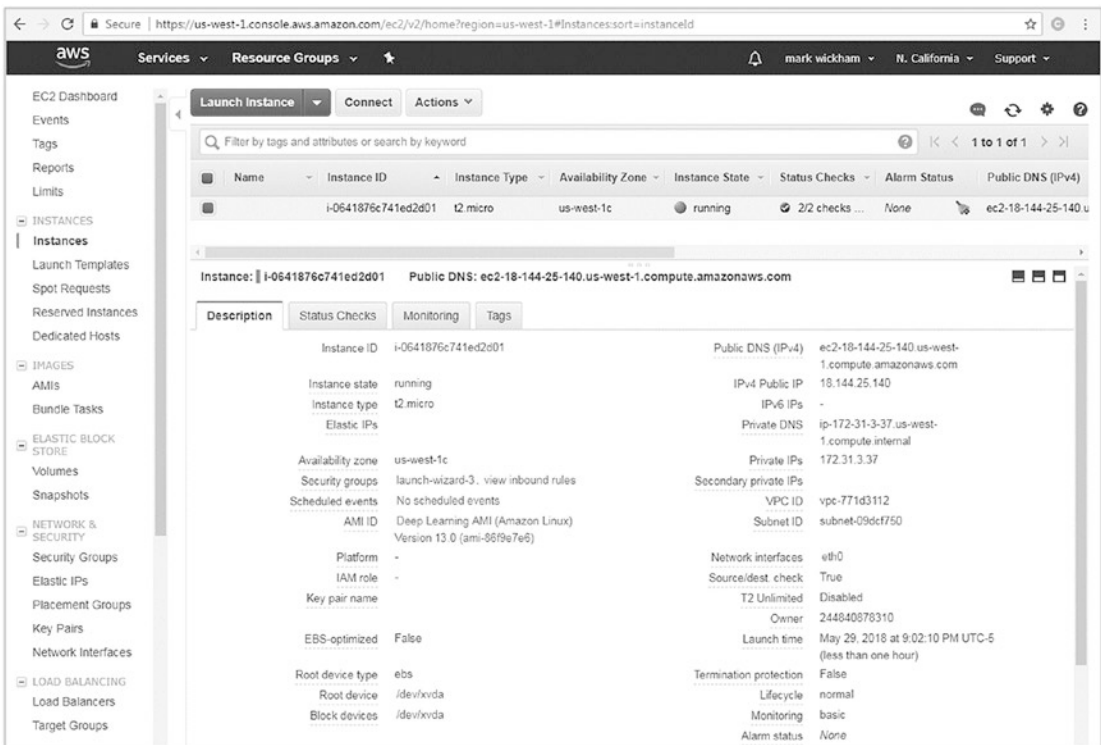 Secure | https://us-west-1.console.aws.amazon.com/ec2/v2/home?region=us-west-1#Instances:sort=instanceId
aws Services Resource Groups mark wickham N. California Support
EC2 Dashboard
Events
Tags
Reports
Limits
INSTANCES
Instances
Launch Templates
Spot Requests
Reserved Instances
Dedicated Hosts
IMAGES
AMIs
Bundle Tasks
ELASTIC BLOCK
STORE
Volumes
Snapshots
NETWORK &
SECURITY
Security Groups
Elastic IPs
Placement Groups
Key Pairs
Network Interfaces
LOAD BALANCING
Load Balancers
Target Groups
Launch Instance Connect Actions
Filter by tags and attributes or search by keyword 1 to 1 of 1
Name Instance ID Instance Type Availability Zone Instance State Status Checks Alarm Status Public DNS (IPv4)
i-0641876c741ed2d01 t2.micro us-west-1c running 2/2 checks ... None ec2-18-144-25-140.u
Instance: i-0641876c741ed2d01 Public DNS: ec2-18-144-25-140.us-west-1.compute.amazonaws.com
Description Status Checks Monitoring Tags
Instance ID i-0641876c741ed2d01
Instance state running
Instance type t2.micro
Elastic IPs
Availability zone us-west-1c
Security groups launch-wizard-3. view inbound rules
Scheduled events No scheduled events
AMI ID Deep Learning AMI (Amazon Linux)
Version 13.0 (ami-86f9e7e6)
Platform -
IAM role -
Key pair name
EBS-optimized False
Root device type ebs
Root device /dev/xvda
Block devices /dev/xvda
Public DNS (IPv4) ec2-18-144-25-140.us-west-
1.compute.amazonaws.com
IPv4 Public IP 18.144.25.140
IPv6 IPs -
Private DNS ip-172-31-3-37.us-west-
1.compute.internal
Private IPs 172.31.3.37
Secondary private IPs
VPC ID vpc-771d3112
Subnet ID subnet-09dcf750
Network interfaces eth0
Source/dest. check True
T2 Unlimited Disabled
Owner 244840878310
Launch time May 29, 2018 at 9:02:10 PM UTC-5
(less than one hour)
Termination protection False
Lifecycle normal
Monitoring basic
Alarm status None